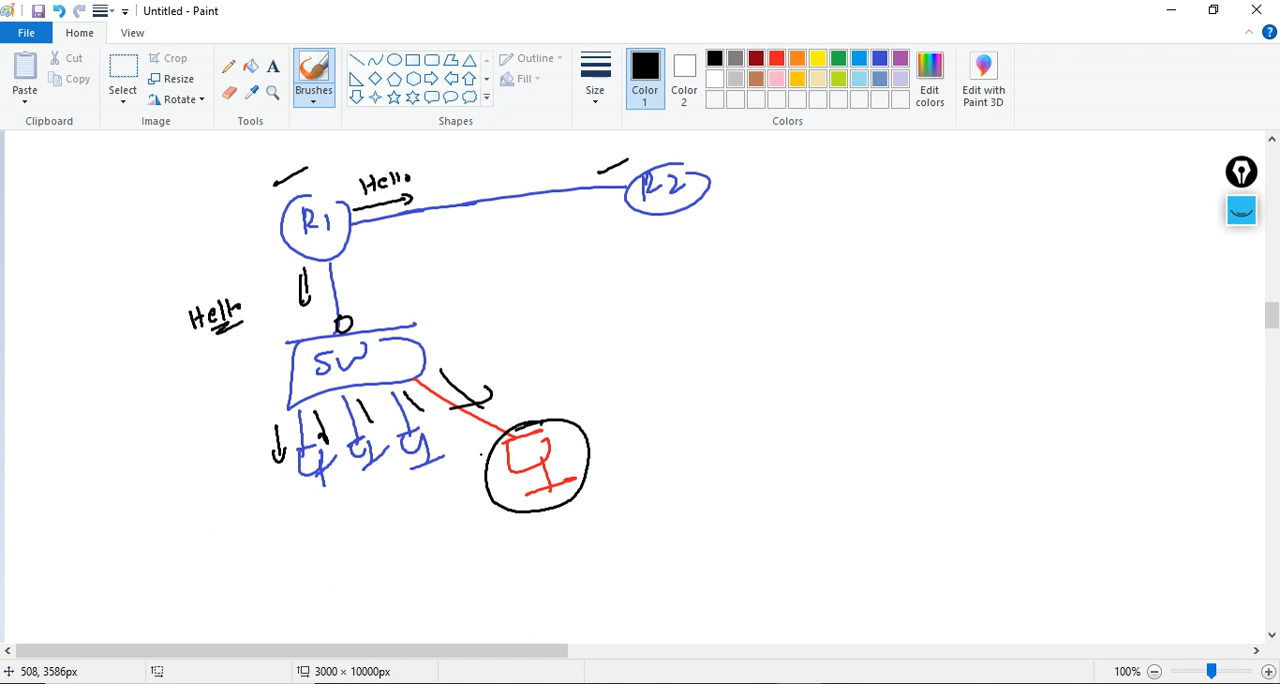 Untitled - Paint
File
Home
View
Paste
Cut
Copy
Clipboard
Select
Crop
Resize
Rotate
Image
A
Tools
Brushes
Outline
Fill
Shapes
Size
Color 1
Color 2
Edit colors
Colors
Edit with Paint 3D
Hello
R1
R2
Hello
SW
508, 3586px
3000 × 10000px
100%